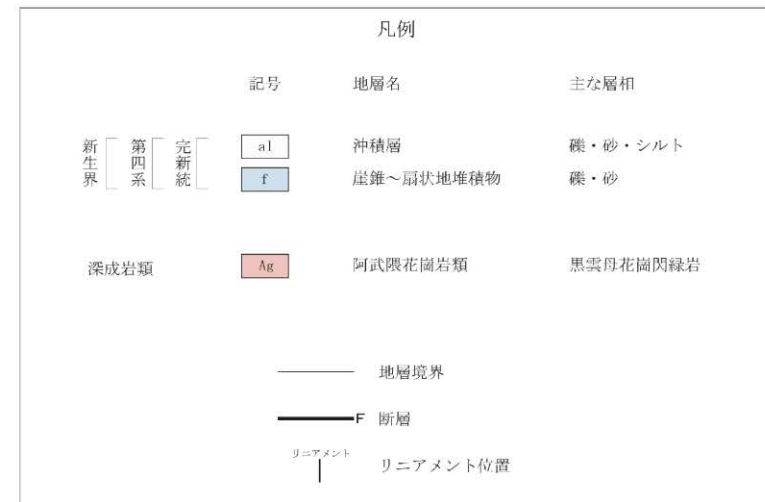 凡例
記号 地層名 主な層相
新生界 第四系 完新統 al 沖積層 礫・砂・シルト
f 崖錐～扇状地堆積物 礫・砂
深成岩類 Ag 阿武隈花崗岩類 黒雲母花崗閃緑岩
地層境界
F 断層
リニアメント リニアメント位置